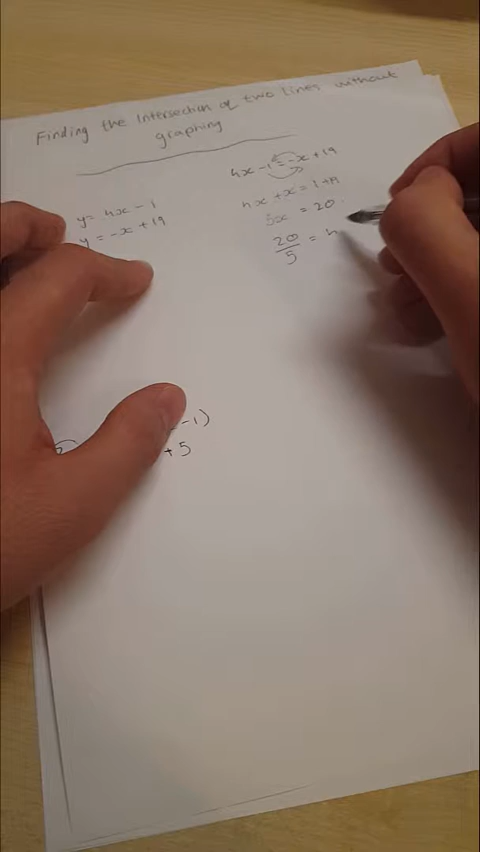 Finding the Intersection of two Lines without
graphing
y = 4x - 1
y = -x + 19
4x - 1 = -x + 19
4x + x = 1 + 19
5x = 20
20/5 = 4
- 1)
+ 5